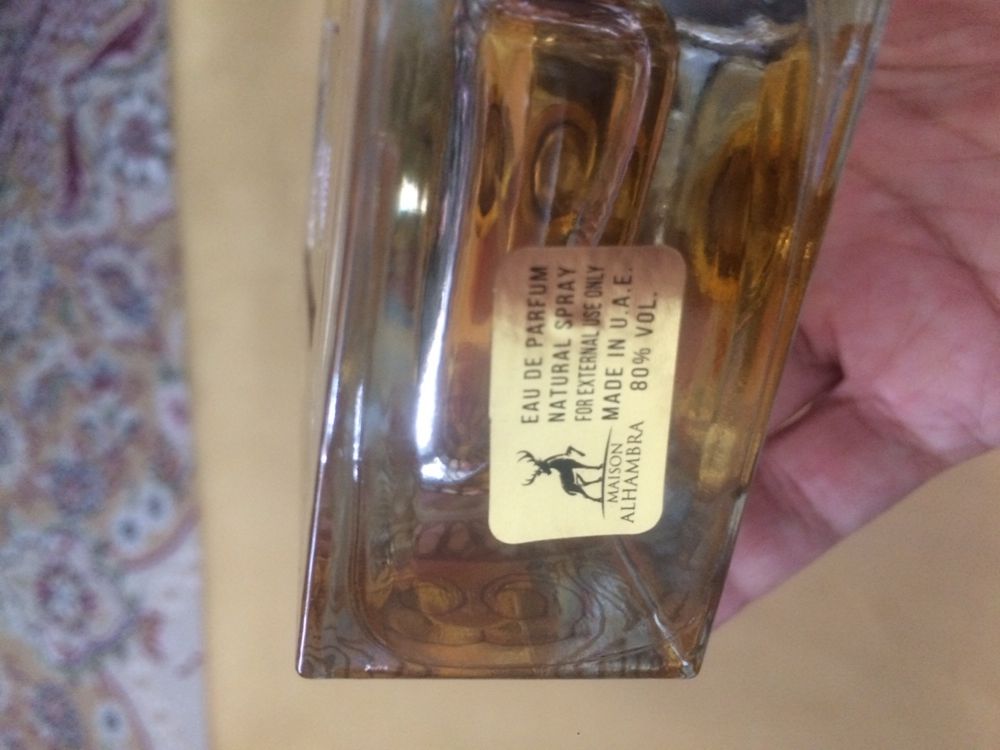 EAU DE PARFUM
NATURAL SPRAY
FOR EXTERNAL USE ONLY
MADE IN U.A.E.
80% VOL.
MAISON
ALHAMBRA